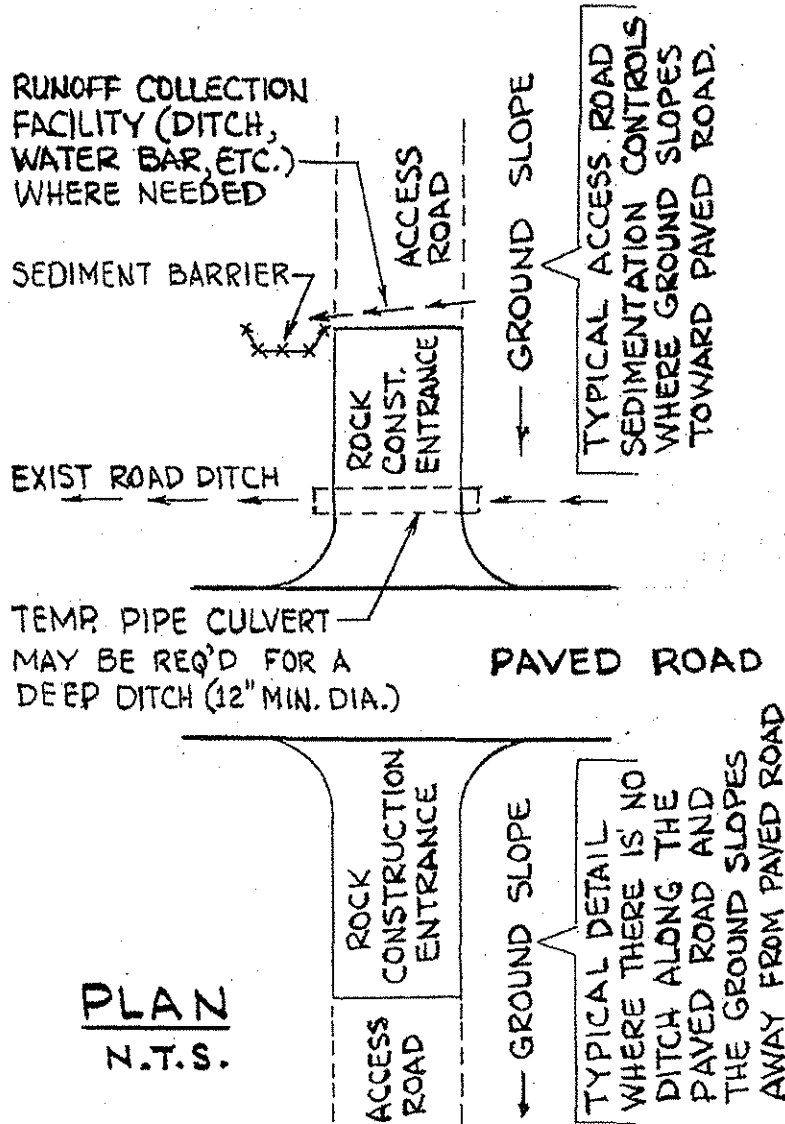 RUNOFF COLLECTION
FACILITY (DITCH,
WATER BAR, ETC.)
WHERE NEEDED
SEDIMENT BARRIER
ACCESS
ROAD
GROUND SLOPE
TYPICAL ACCESS ROAD
SEDIMENTATION CONTROLS
WHERE GROUND SLOPES
TOWARD PAVED ROAD.
ROCK
CONST.
ENTRANCE
EXIST ROAD DITCH
TEMP. PIPE CULVERT
MAY BE REQ'D FOR A
DEEP DITCH (12" MIN. DIA.)
PAVED ROAD
ROCK
CONSTRUCTION
ENTRANCE
GROUND SLOPE
TYPICAL DETAIL
WHERE THERE IS NO
DITCH ALONG THE
PAVED ROAD AND
THE GROUND SLOPES
AWAY FROM PAVED ROAD
ACCESS
ROAD
PLAN
N.T.S.